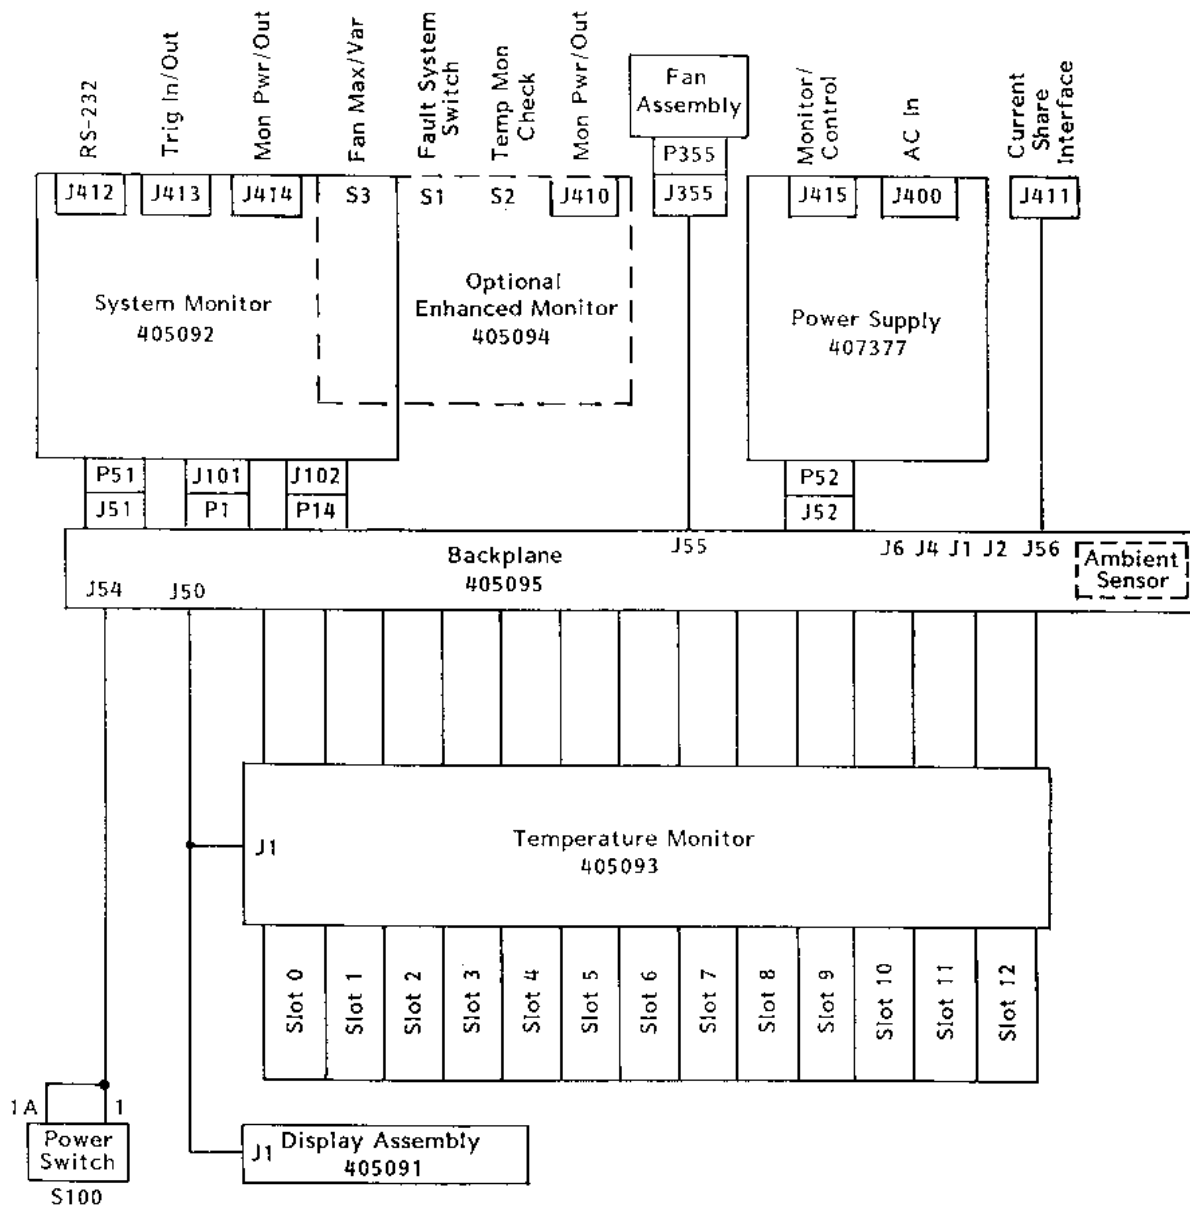 RS-232
Trig In/Out
Mon Pwr/Out
Fan Max/Var
Fault System
Switch
Temp Mon
Check
Mon Pwr/Out
Fan
Assembly
Monitor/
Control
AC In
Current
Share
Interface
P355
J355
J412
J413
J414
S3
S1
S2
J410
J415
J400
J411
System Monitor
405092
Optional
Enhanced Monitor
405094
Power Supply
407377
P51
J101
J102
P52
J51
P1
P14
J52
Backplane
405095
J55
J6
J4
J1
J2
J56
Ambient
Sensor
J54
J50
J1
Temperature Monitor
405093
Slot 0
Slot 1
Slot 2
Slot 3
Slot 4
Slot 5
Slot 6
Slot 7
Slot 8
Slot 9
Slot 10
Slot 11
Slot 12
1A
1
Power
Switch
S100
J1
Display Assembly
405091